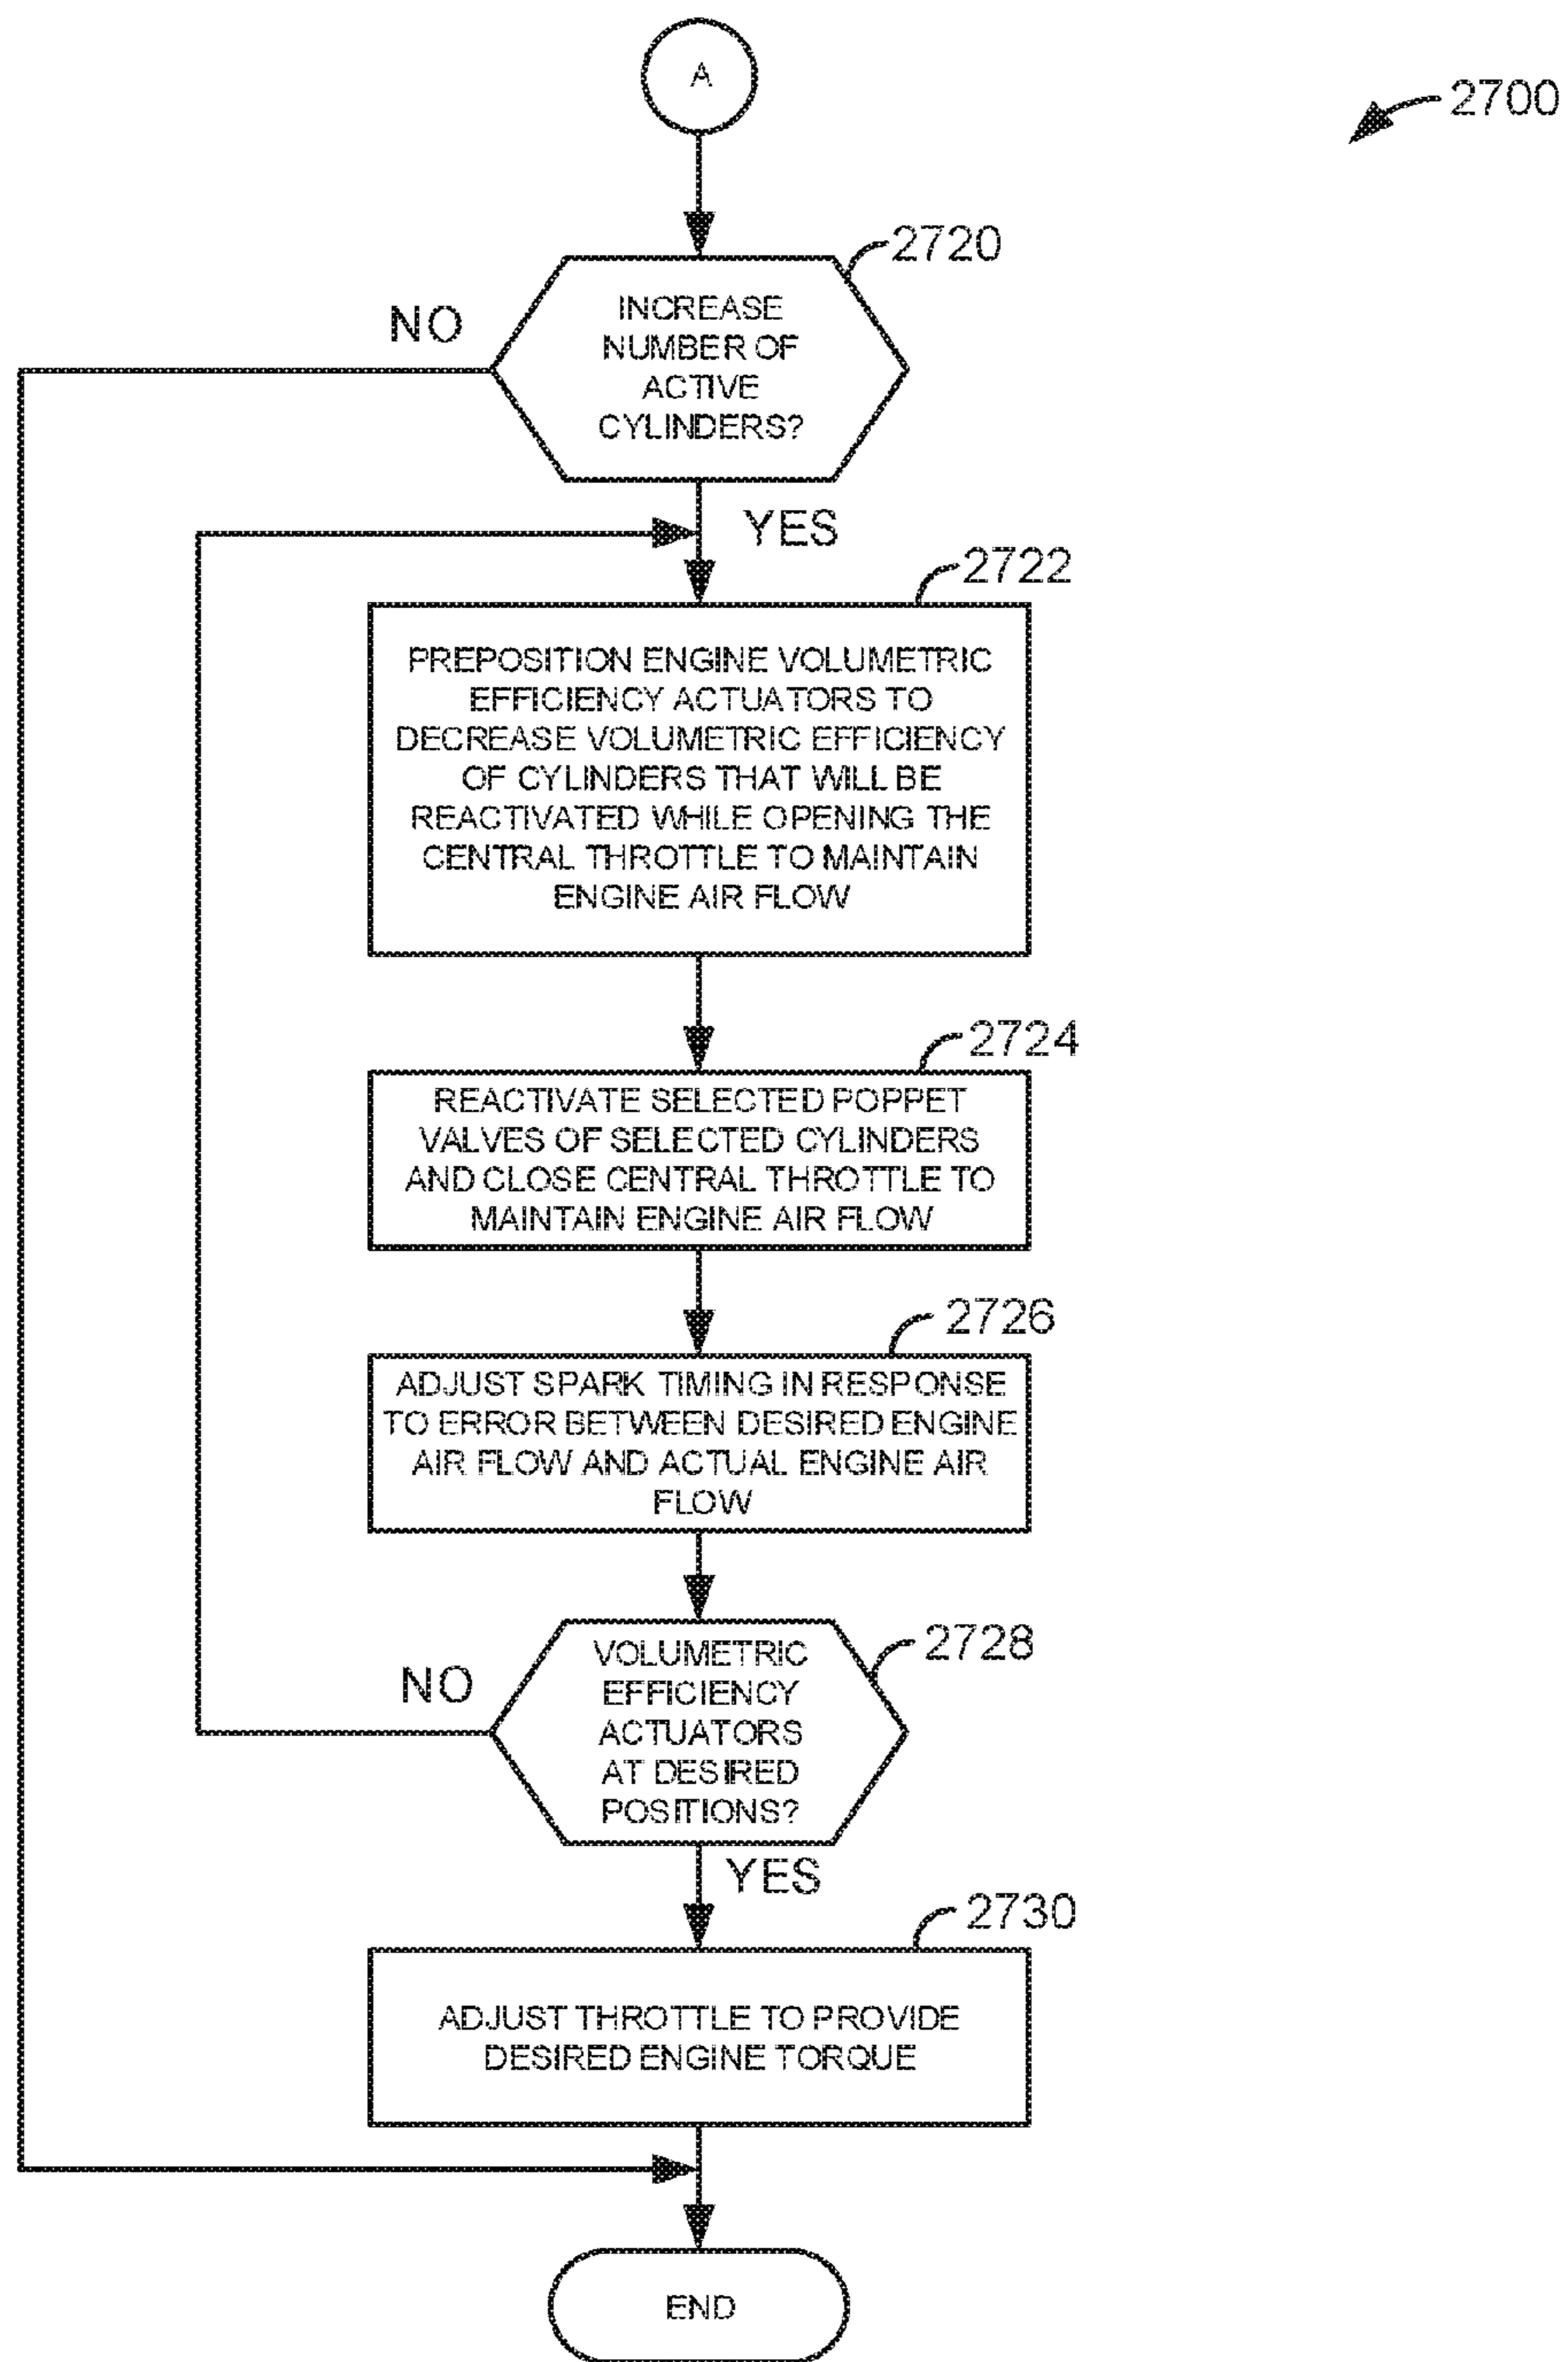 A
2700
2720
INCREASE
NUMBER OF
ACTIVE
CYLINDERS?
NO
YES
2722
PREPOSITION ENGINE VOLUMETRIC
EFFICIENCY ACTUATORS TO
DECREASE VOLUMETRIC EFFICIENCY
OF CYLINDERS THAT WILL BE
REACTIVATED WHILE OPENING THE
CENTRAL THROTTLE TO MAINTAIN
ENGINE AIR FLOW
2724
REACTIVATE SELECTED POPPET
VALVES OF SELECTED CYLINDERS
AND CLOSE CENTRAL THROTTLE TO
MAINTAIN ENGINE AIR FLOW
2726
ADJUST SPARK TIMING IN RESPONSE
TO ERROR BETWEEN DESIRED ENGINE
AIR FLOW AND ACTUAL ENGINE AIR
FLOW
2728
VOLUMETRIC
EFFICIENCY
ACTUATORS
AT DESIRED
POSITIONS?
NO
YES
2730
ADJUST THROTTLE TO PROVIDE
DESIRED ENGINE TORQUE
END